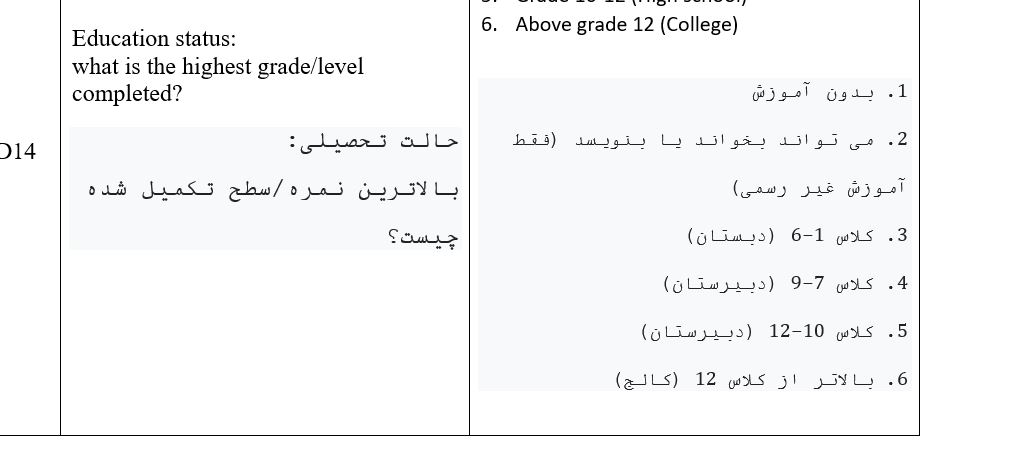 6. Above grade 12 (College)
Education status:
what is the highest grade/level
completed?
D14
حالت تحصیلی:
بالاترین نمره/سطح تکمیل شده
چیست؟
1. بدون آموزش
2. می تواند بخواند یا بنویسد (فقط
آموزش غیر رسمی)
3. کلاس 1-6 (دبستان)
4. کلاس 7-9 (دبیرستان)
5. کلاس 10-12 (دبیرستان)
6. بالاتر از کلاس 12 (کالج)